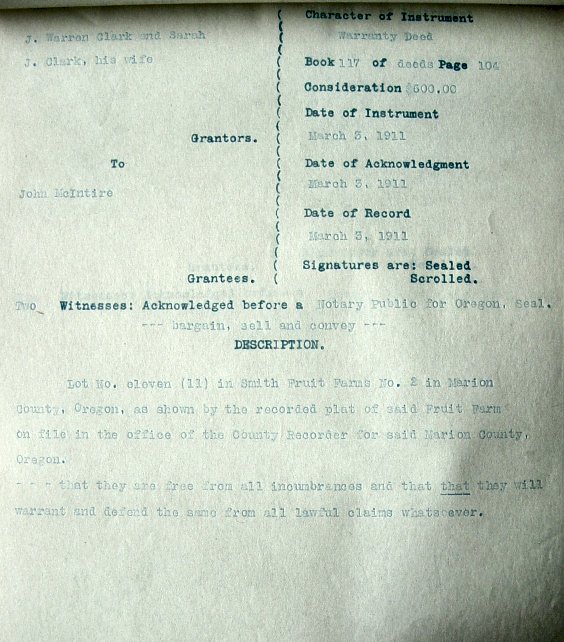 Character of Instrument
J. Warren Clark and Sarah
Warranty Deed
J. Clark, his wife
Book 117 of deeds Page 104
Consideration $600.00
Date of Instrument
Grantors.
March 3, 1911
To
Date of Acknowledgment
March 3, 1911
John McIntire
Date of Record
March 3, 1911
Grantees.
Signatures are: Sealed
Scrolled.
Two Witnesses: Acknowledged before a Notary Public for Oregon, Seal.
--- bargain, sell and convey ---
DESCRIPTION.
Lot No. eleven (11) in Smith Fruit Farms No. 2 in Marion
County, Oregon, as shown by the recorded plat of said Fruit Farm
on file in the office of the County Recorder for said Marion County,
Oregon.
- - - that they are free from all incumbrances and that that they will
warrant and defend the same from all lawful claims whatsoever.